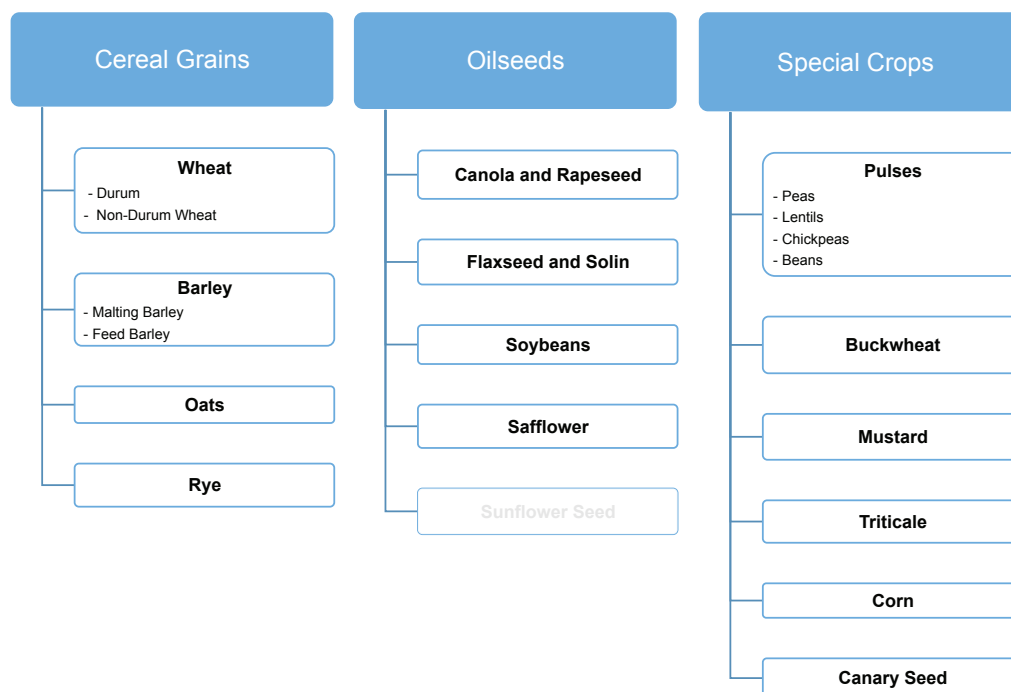 Cereal Grains
Wheat
- Durum
- Non-Durum Wheat
Barley
- Malting Barley
- Feed Barley
Oats
Rye
Oilseeds
Canola and Rapeseed
Flaxseed and Solin
Soybeans
Safflower
Sunflower Seed
Special Crops
Pulses
- Peas
- Lentils
- Chickpeas
- Beans
Buckwheat
Mustard
Triticale
Corn
Canary Seed